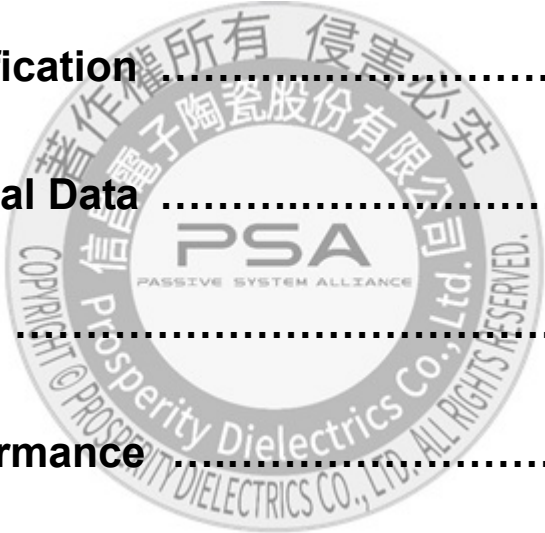 fication ..............................
著作權所有 侵害必究
信昌電子陶瓷股份有限公司
al Data ..............................
PSA
PASSIVE SYSTEM ALLIANCE
........................................
Prosperity Dielectrics Co., Ltd.
rmance ..............................
COPYRIGHT © PROSPERITY DIELECTRICS CO., LTD. ALL RIGHTS RESERVED.